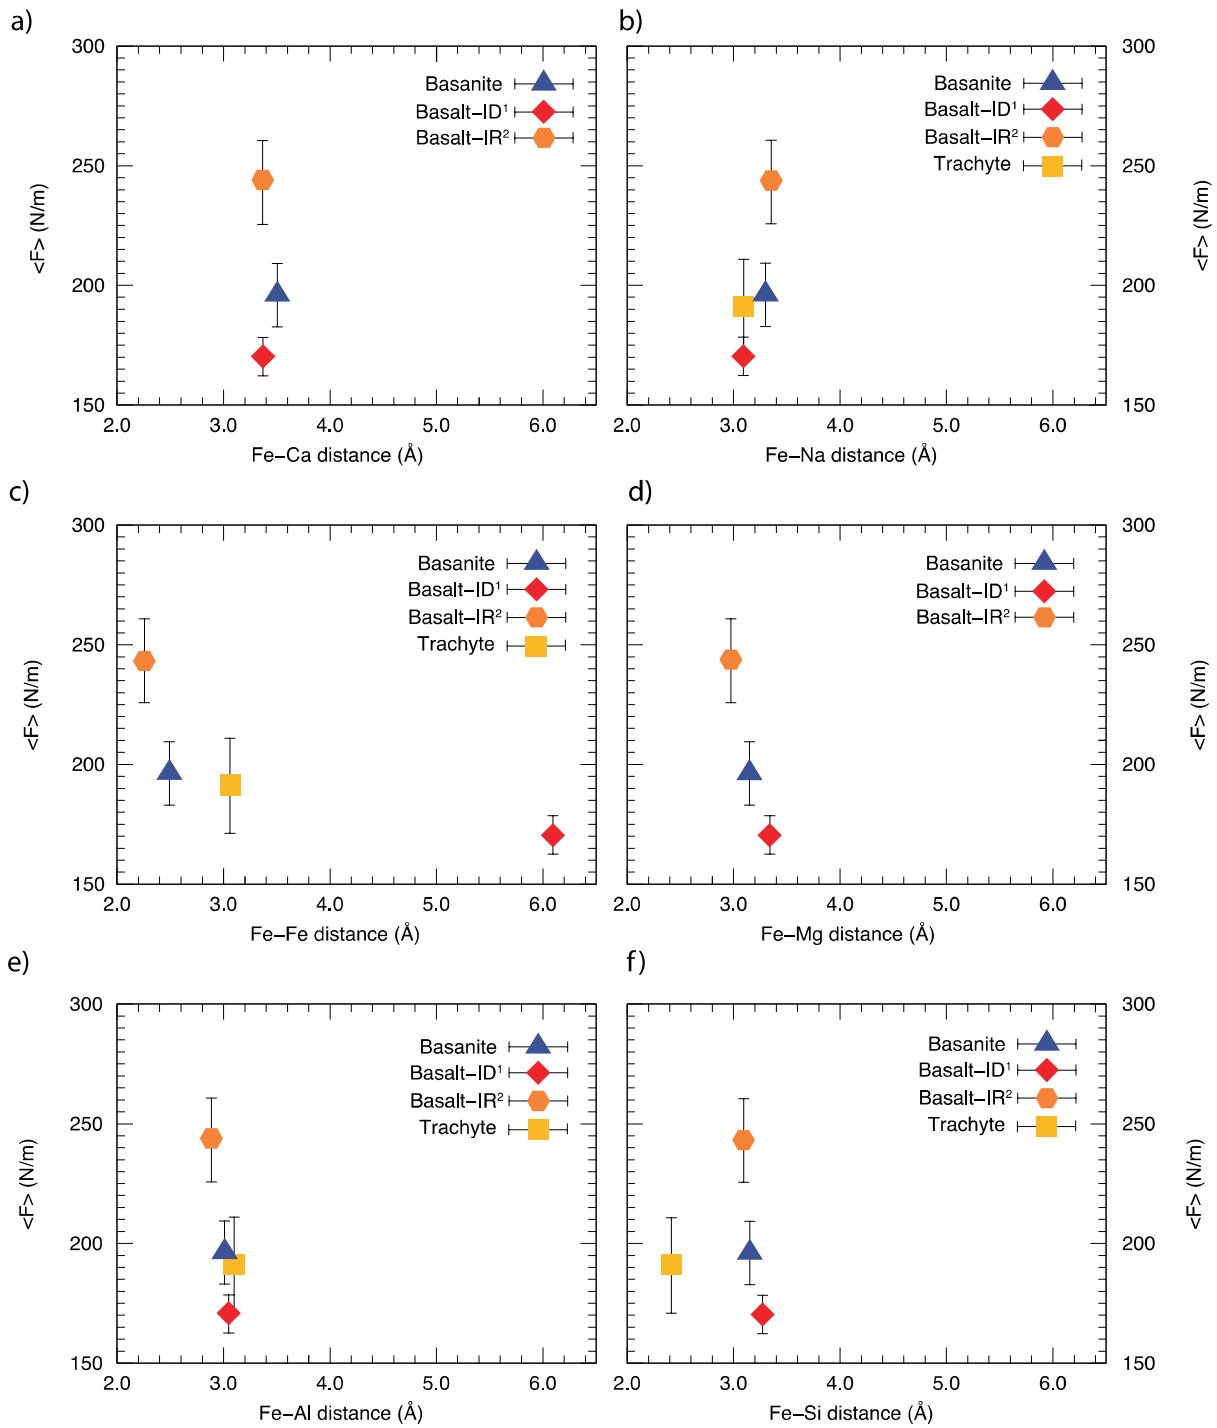 a)
300
250
200
150
<F> (N/m)
Basanite
Basalt–ID¹
Basalt–IR²
2.0 3.0 4.0 5.0 6.0
Fe–Ca distance (Å)
b)
Basanite
Basalt–ID¹
Basalt–IR²
Trachyte
300
250
200
150
<F> (N/m)
2.0 3.0 4.0 5.0 6.0
Fe–Na distance (Å)
c)
300
250
200
150
<F> (N/m)
Basanite
Basalt–ID¹
Basalt–IR²
Trachyte
2.0 3.0 4.0 5.0 6.0
Fe–Fe distance (Å)
d)
Basanite
Basalt–ID¹
Basalt–IR²
300
250
200
150
<F> (N/m)
2.0 3.0 4.0 5.0 6.0
Fe–Mg distance (Å)
e)
300
250
200
150
<F> (N/m)
Basanite
Basalt–ID¹
Basalt–IR²
Trachyte
2.0 3.0 4.0 5.0 6.0
Fe–Al distance (Å)
f)
Basanite
Basalt–ID¹
Basalt–IR²
Trachyte
300
250
200
150
<F> (N/m)
2.0 3.0 4.0 5.0 6.0
Fe–Si distance (Å)